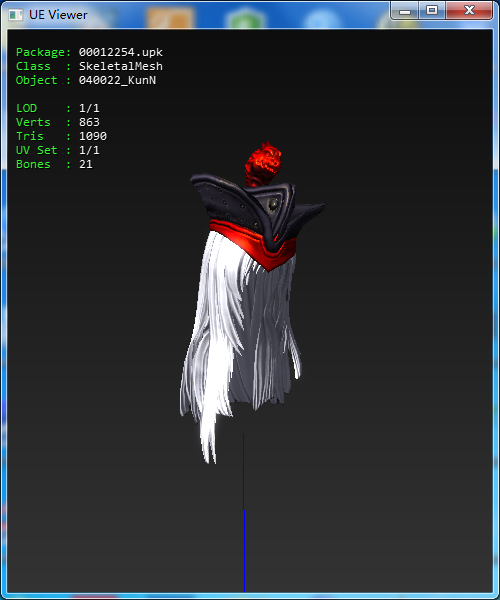 UE Viewer
Package: 00012254.upk
Class  : SkeletalMesh
Object : 040022_KunN
LOD    : 1/1
Verts  : 863
Tris   : 1090
UV Set : 1/1
Bones  : 21